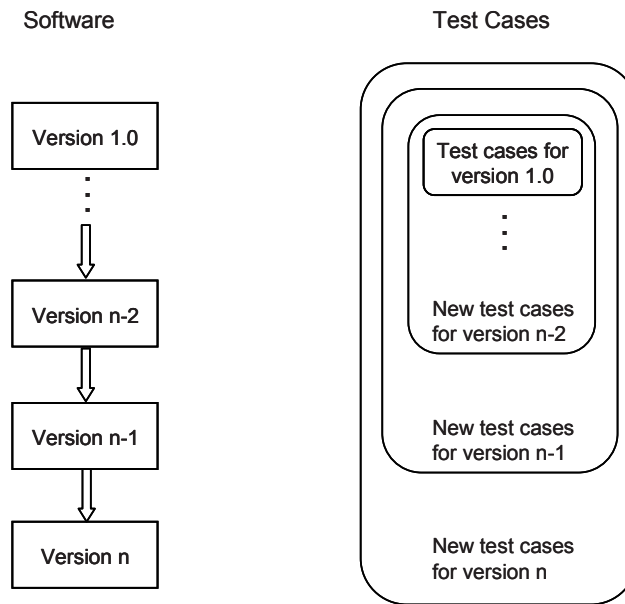 Software
Test Cases
Version 1.0
Version n-2
Version n-1
Version n
Test cases for
version 1.0
New test cases
for version n-2
New test cases
for version n-1
New test cases
for version n